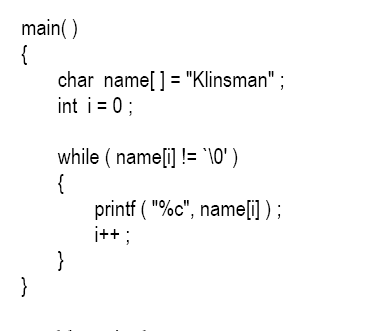 main( )
{
char name[ ] = "Klinsman" ;
int i = 0 ;
while ( name[i] != `\0' )
{
printf ( "%c", name[i] ) ;
i++ ;
}
}